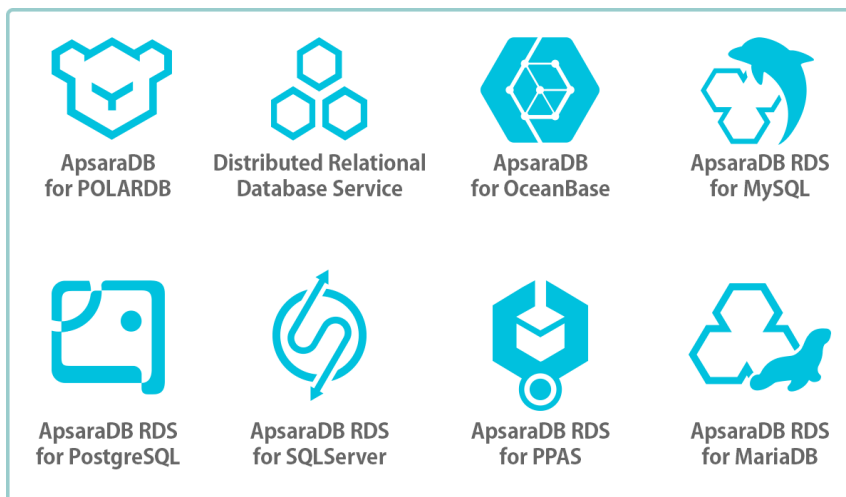 ApsaraDB
for POLARDB
Distributed Relational
Database Service
ApsaraDB
for OceanBase
ApsaraDB RDS
for MySQL
ApsaraDB RDS
for PostgreSQL
ApsaraDB RDS
for SQLServer
ApsaraDB RDS
for PPAS
ApsaraDB RDS
for MariaDB